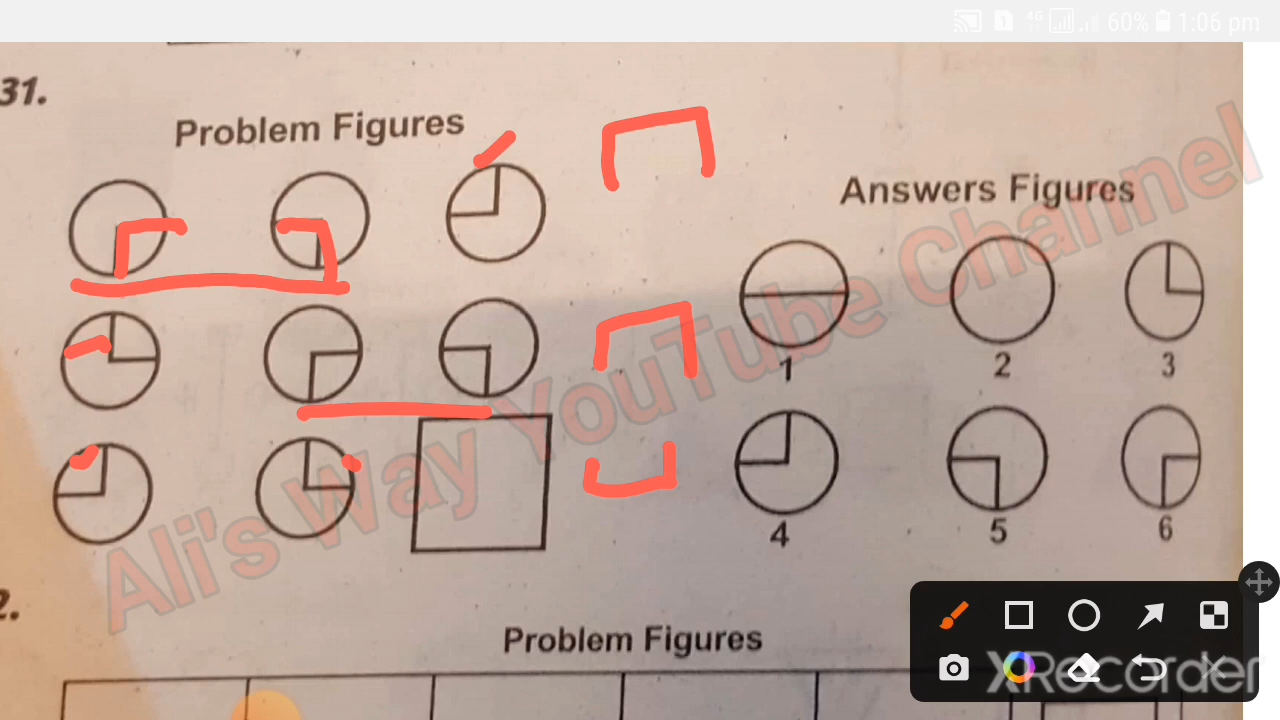 4G 60% 1:06 pm
31.
Problem Figures
Answers Figures
1 2 3
4 5 6
Ali's Way YouTube Channel
2.
Problem Figures
XRecorder